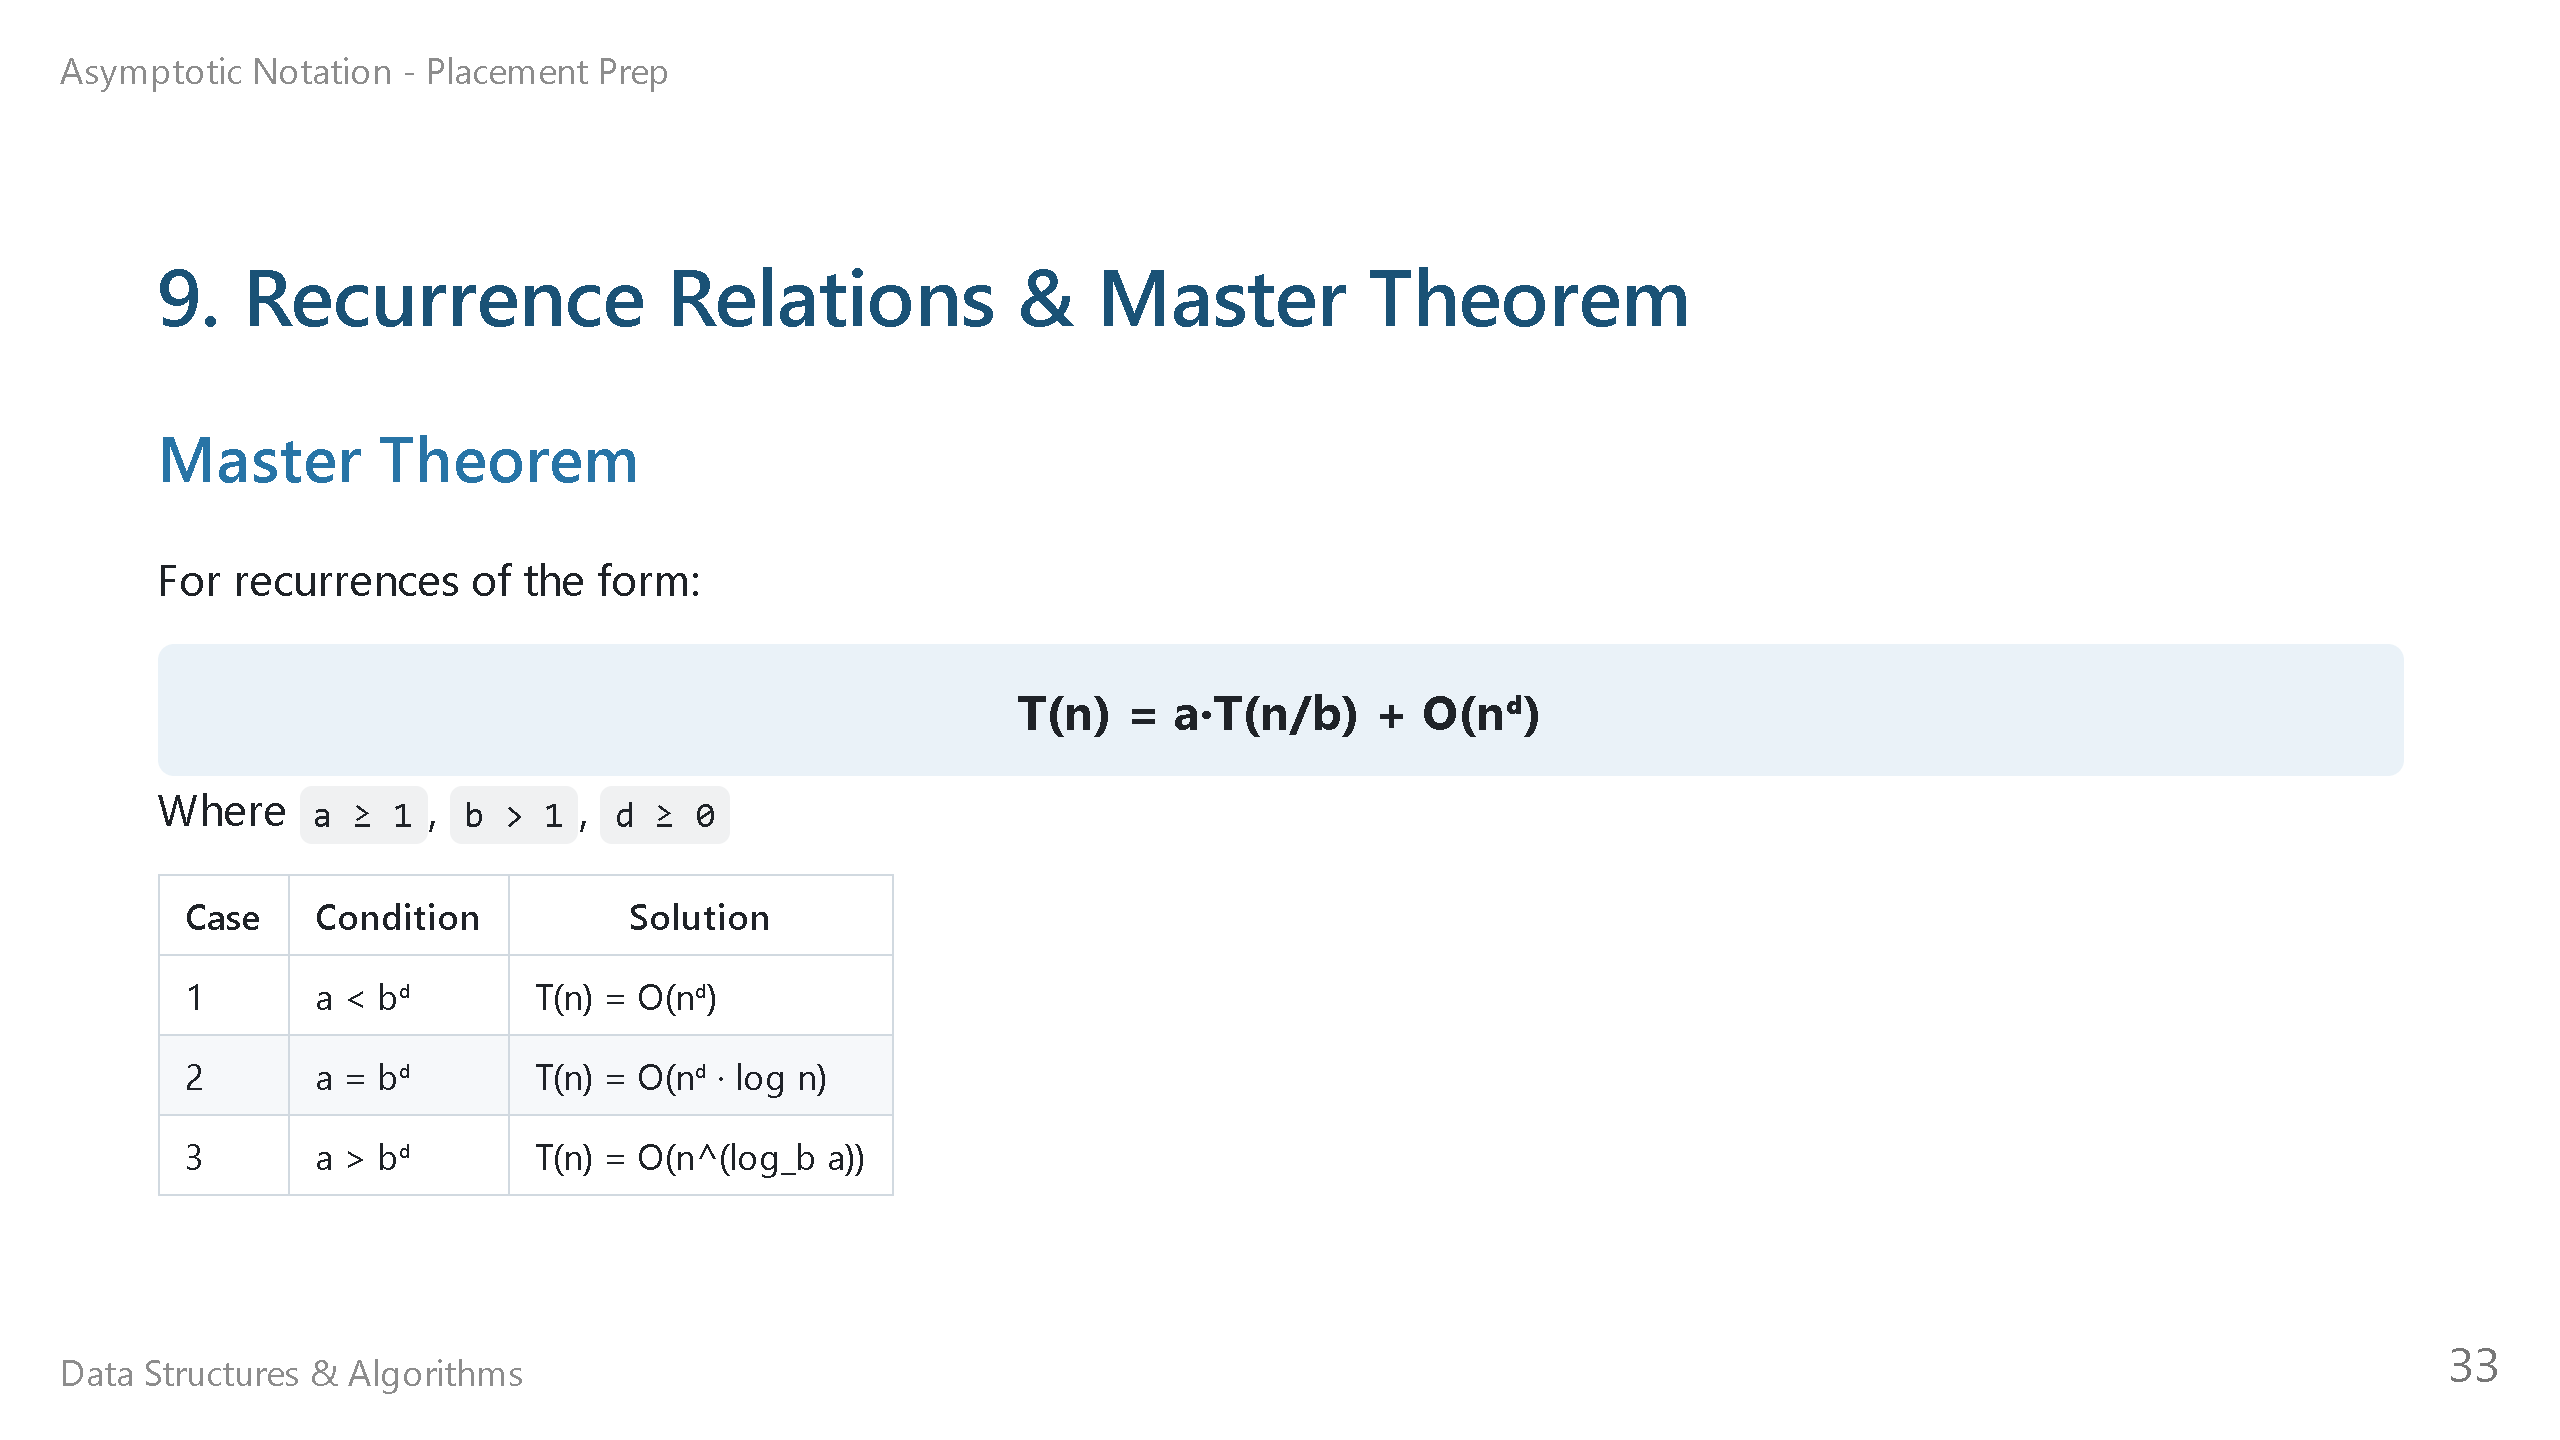 Asymptotic Notation - Placement Prep
9. Recurrence Relations & Master Theorem
Master Theorem
For recurrences of the form:
T(n) = a·T(n/b) + O(nᵈ)
Where a ≥ 1, b > 1, d ≥ 0
Case Condition Solution
1 a < bᵈ T(n) = O(nᵈ)
2 a = bᵈ T(n) = O(nᵈ · log n)
3 a > bᵈ T(n) = O(n^(log_b a))
Data Structures & Algorithms
33